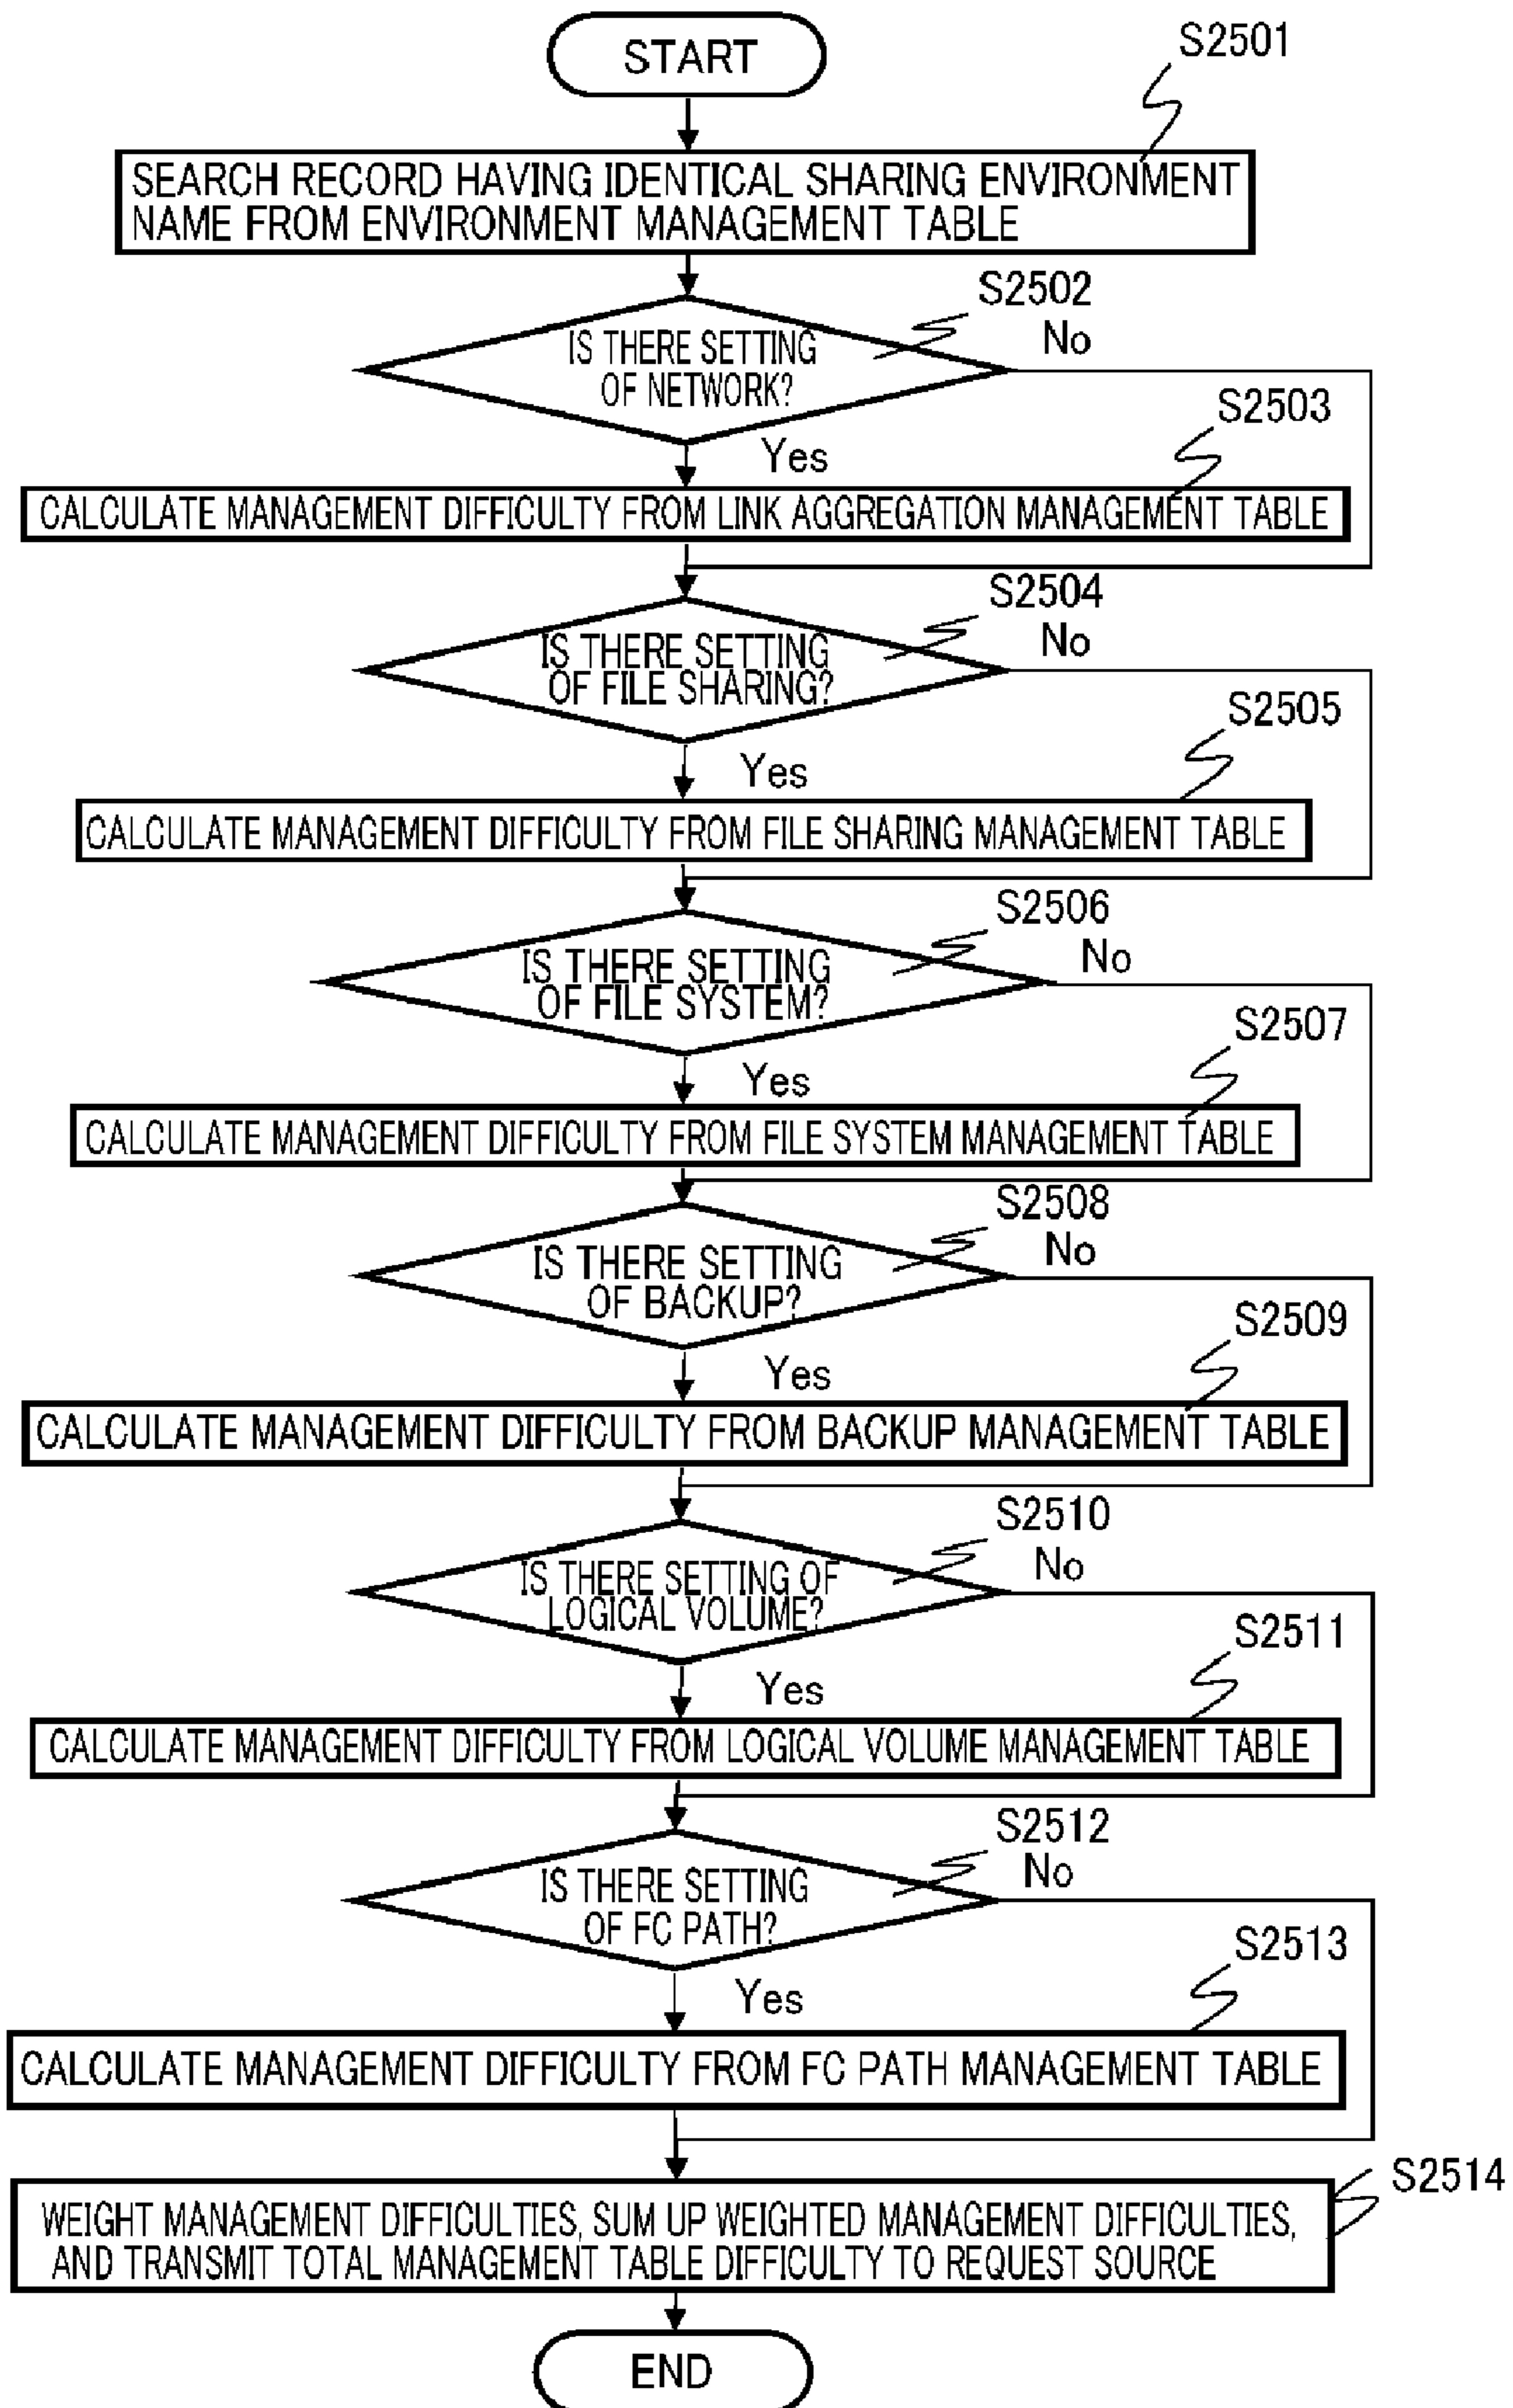 START
S2501
SEARCH RECORD HAVING IDENTICAL SHARING ENVIRONMENT
NAME FROM ENVIRONMENT MANAGEMENT TABLE
S2502
IS THERE SETTING
OF NETWORK?
No
Yes
S2503
CALCULATE MANAGEMENT DIFFICULTY FROM LINK AGGREGATION MANAGEMENT TABLE
S2504
IS THERE SETTING
OF FILE SHARING?
No
Yes
S2505
CALCULATE MANAGEMENT DIFFICULTY FROM FILE SHARING MANAGEMENT TABLE
S2506
IS THERE SETTING
OF FILE SYSTEM?
No
Yes
S2507
CALCULATE MANAGEMENT DIFFICULTY FROM FILE SYSTEM MANAGEMENT TABLE
S2508
IS THERE SETTING
OF BACKUP?
No
Yes
S2509
CALCULATE MANAGEMENT DIFFICULTY FROM BACKUP MANAGEMENT TABLE
S2510
IS THERE SETTING OF
LOGICAL VOLUME?
No
Yes
S2511
CALCULATE MANAGEMENT DIFFICULTY FROM LOGICAL VOLUME MANAGEMENT TABLE
S2512
IS THERE SETTING
OF FC PATH?
No
Yes
S2513
CALCULATE MANAGEMENT DIFFICULTY FROM FC PATH MANAGEMENT TABLE
S2514
WEIGHT MANAGEMENT DIFFICULTIES, SUM UP WEIGHTED MANAGEMENT DIFFICULTIES,
AND TRANSMIT TOTAL MANAGEMENT TABLE DIFFICULTY TO REQUEST SOURCE
END